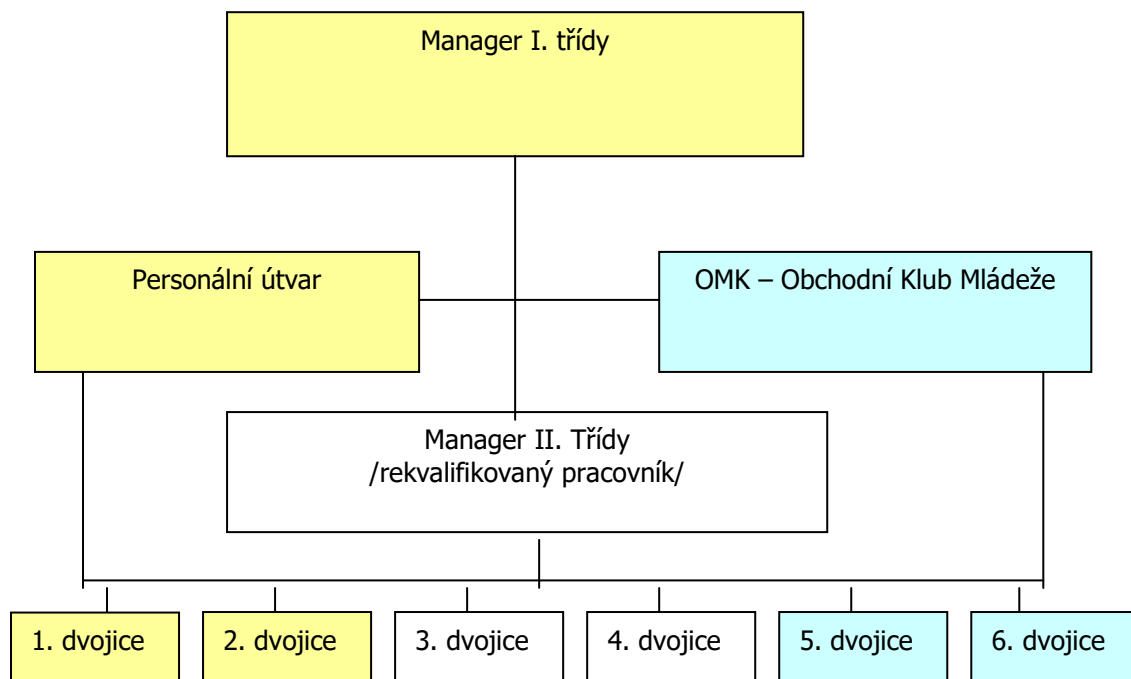 Manager I. třídy
Personální útvar
OMK – Obchodní Klub Mládeže
Manager II. Třídy
/rekvalifikovaný pracovník/
1. dvojice
2. dvojice
3. dvojice
4. dvojice
5. dvojice
6. dvojice